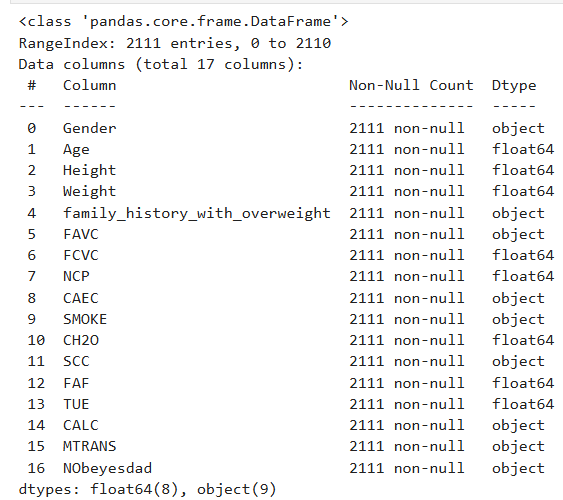 <class 'pandas.core.frame.DataFrame'>
RangeIndex: 2111 entries, 0 to 2110
Data columns (total 17 columns):
 #   Column                          Non-Null Count  Dtype
---  ------                          --------------  -----
 0   Gender                          2111 non-null   object
 1   Age                             2111 non-null   float64
 2   Height                          2111 non-null   float64
 3   Weight                          2111 non-null   float64
 4   family_history_with_overweight  2111 non-null   object
 5   FAVC                            2111 non-null   object
 6   FCVC                            2111 non-null   float64
 7   NCP                             2111 non-null   float64
 8   CAEC                            2111 non-null   object
 9   SMOKE                           2111 non-null   object
 10  CH2O                            2111 non-null   float64
 11  SCC                             2111 non-null   object
 12  FAF                             2111 non-null   float64
 13  TUE                             2111 non-null   float64
 14  CALC                            2111 non-null   object
 15  MTRANS                          2111 non-null   object
 16  NObeyesdad                      2111 non-null   object
dtypes: float64(8), object(9)